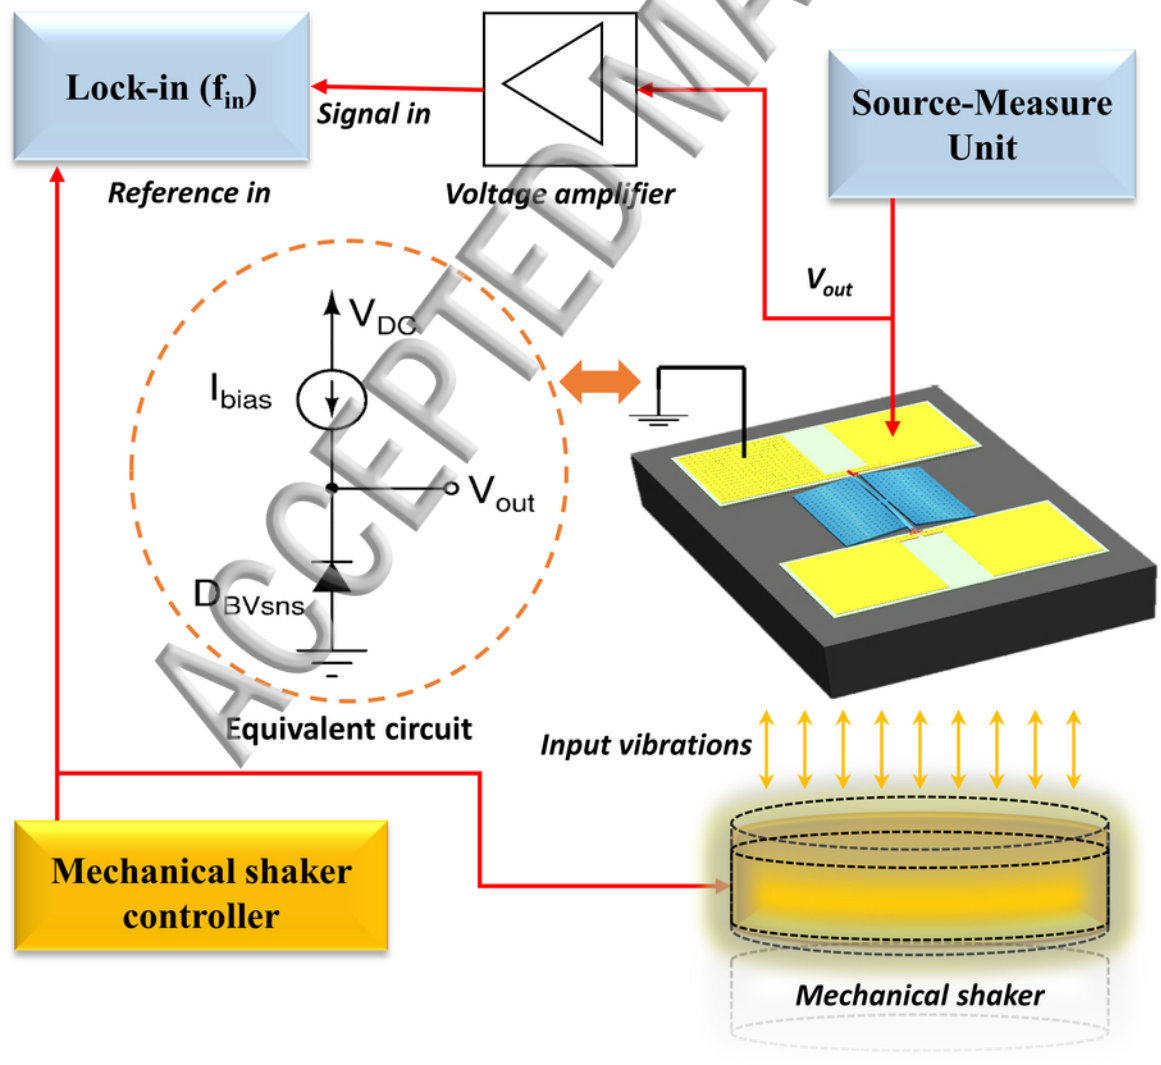 Lock-in (fin)
Signal in
Reference in
Voltage amplifier
Source-Measure
Unit
Vout
VDC
Ibias
Vout
DBVsns
Equivalent circuit
Input vibrations
Mechanical shaker
controller
Mechanical shaker
ACCEPTED MA